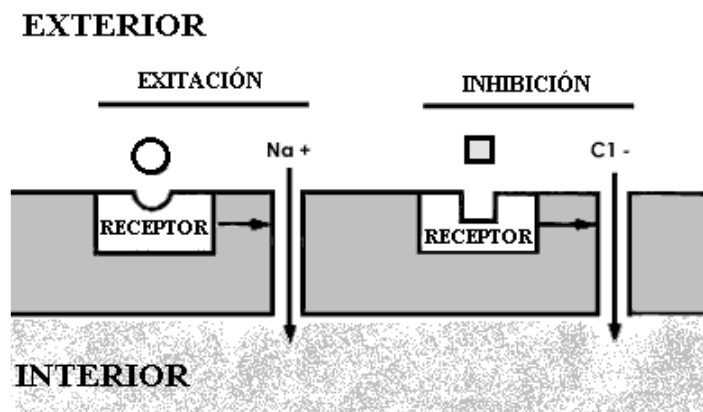 EXTERIOR
EXITACIÓN
INHIBICIÓN
Na +
C1 -
RECEPTOR
RECEPTOR
INTERIOR